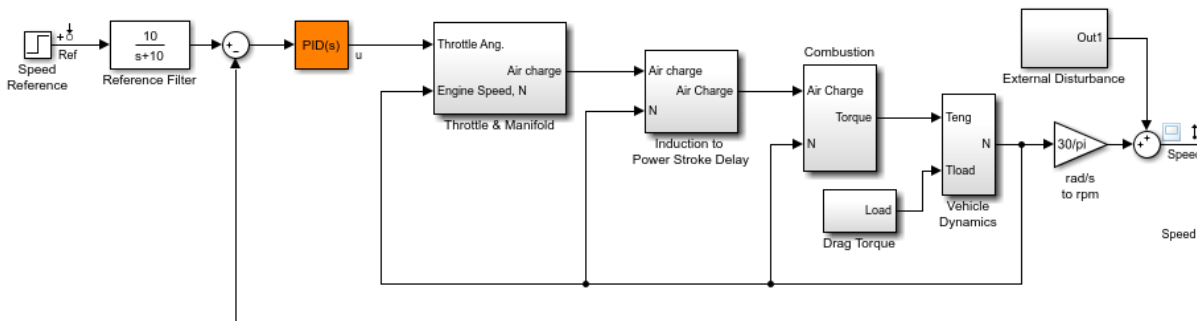 Ref
Speed
Reference
10
s+10
Reference Filter
+
−
PID(s)
u
Throttle Ang.
Air charge
Engine Speed, N
Throttle & Manifold
Air charge
Air Charge
N
Induction to
Power Stroke Delay
Combustion
Air Charge
Torque
N
Load
Drag Torque
Teng
N
Tload
Vehicle
Dynamics
30/pi
rad/s
to rpm
Out1
External Disturbance
+
+
Speed
Speed